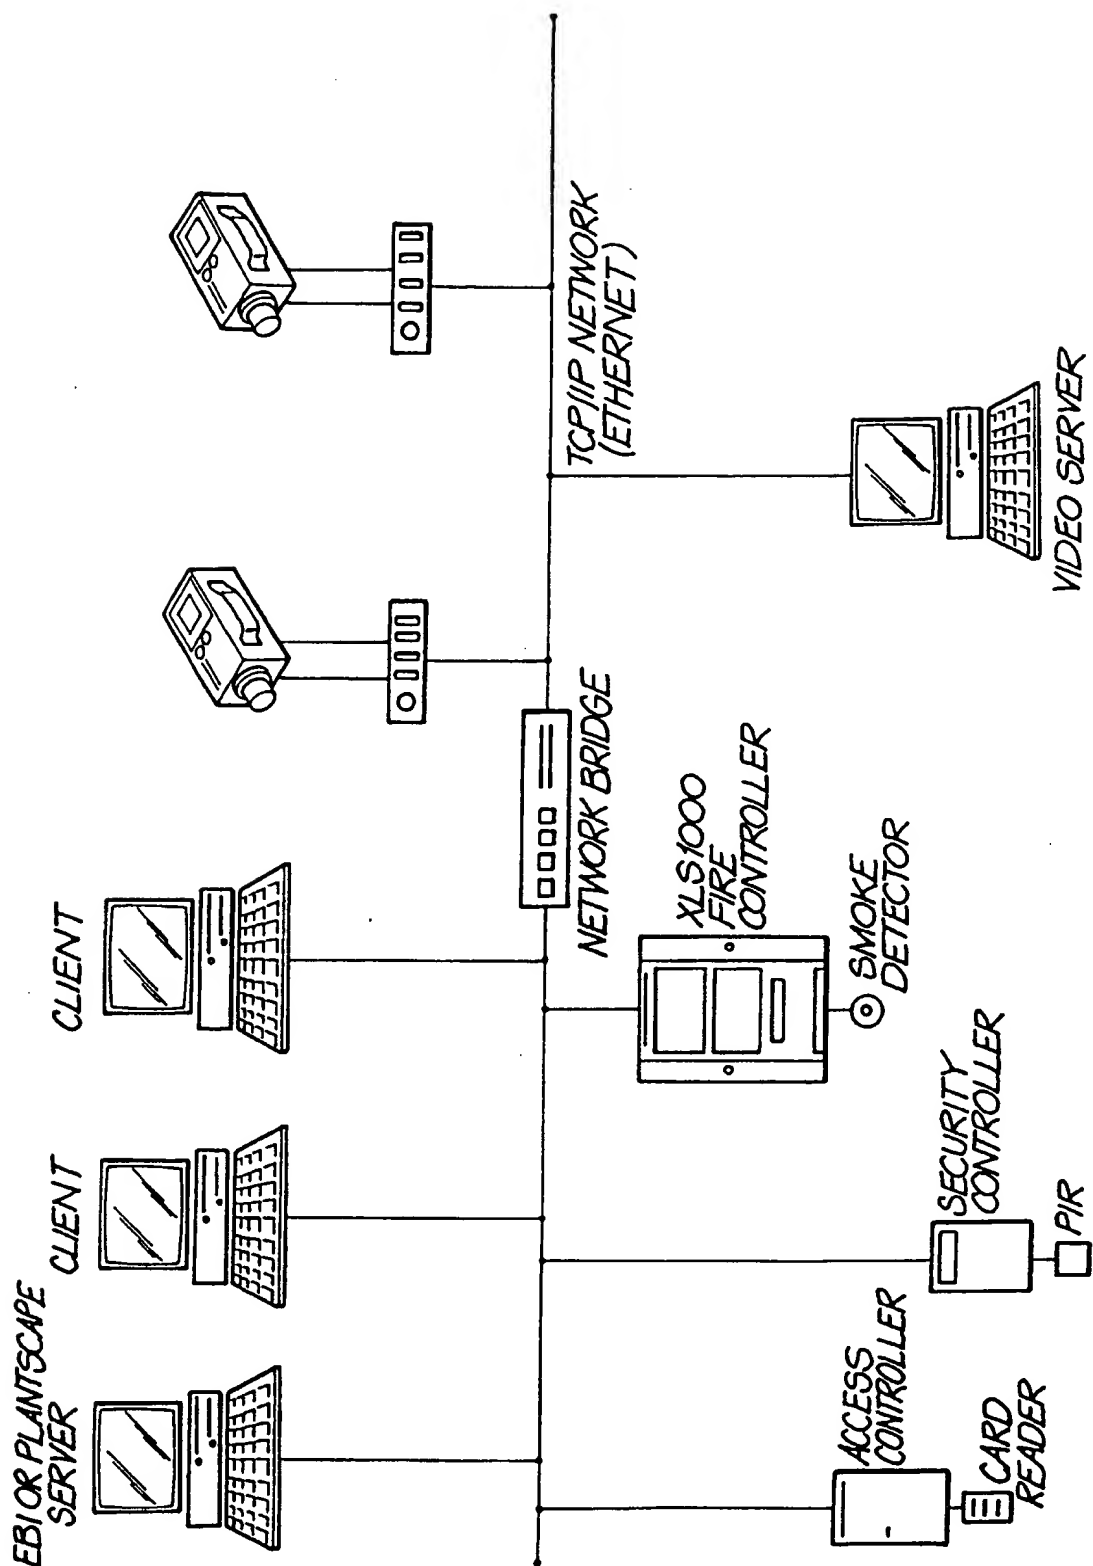 EBI OR PLANTSCAPE
SERVER
CLIENT
CLIENT
NETWORK BRIDGE
TCP/IP NETWORK
(ETHERNET)
XLS1000
FIRE
CONTROLLER
SMOKE
DETECTOR
SECURITY
CONTROLLER
PIR
ACCESS
CONTROLLER
CARD
READER
VIDEO SERVER